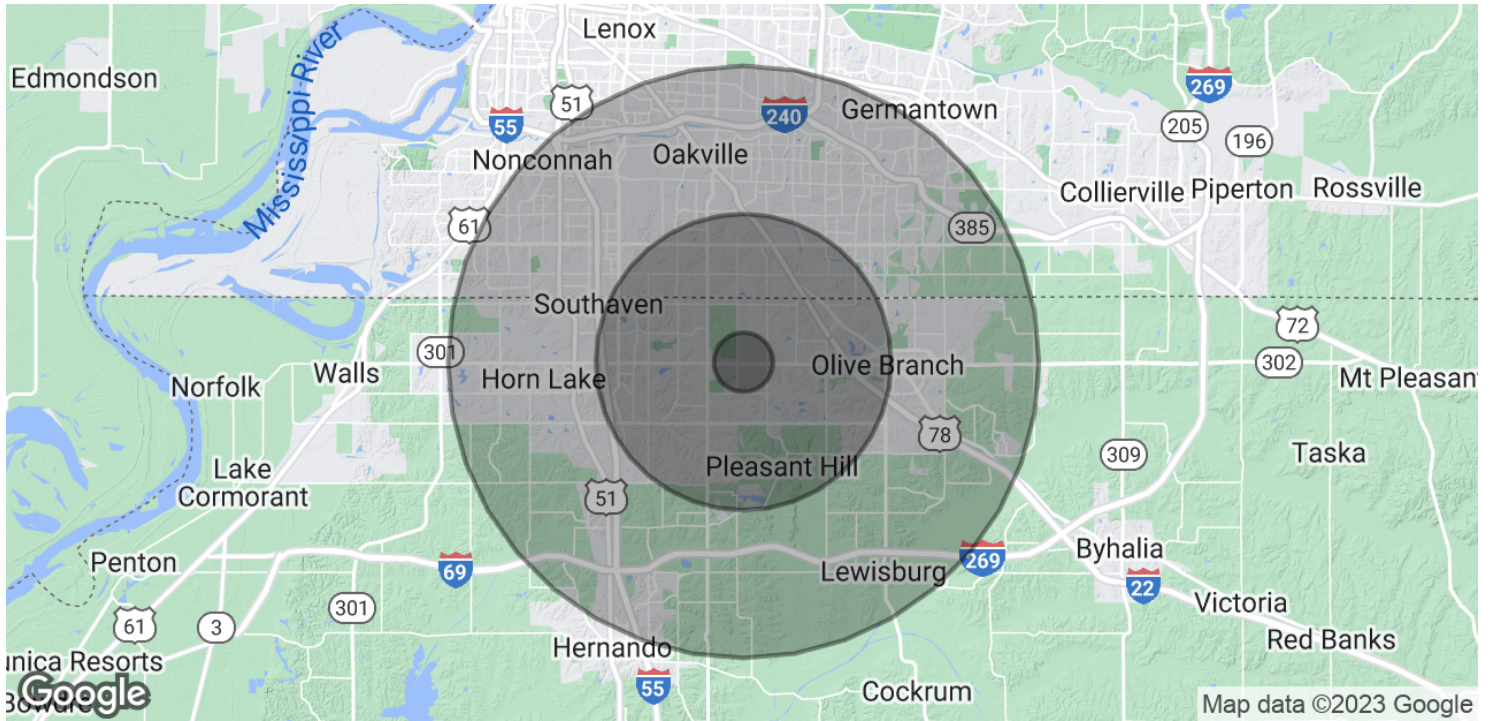 Lenox
Edmondson
Mississippi River
269
51
55
240
Germantown
205
196
Nonconnah
Oakville
Collierville
Piperton
Rossville
61
385
Southaven
72
301
Walls
Norfolk
Horn Lake
Olive Branch
302
Mt Pleasant
78
309
Taska
Lake
Cormorant
Pleasant Hill
51
Penton
69
Lewisburg
269
Byhalia
22
301
Victoria
61
3
Red Banks
Hernando
unica Resorts
55
Cockrum
Google
Map data ©2023 Google